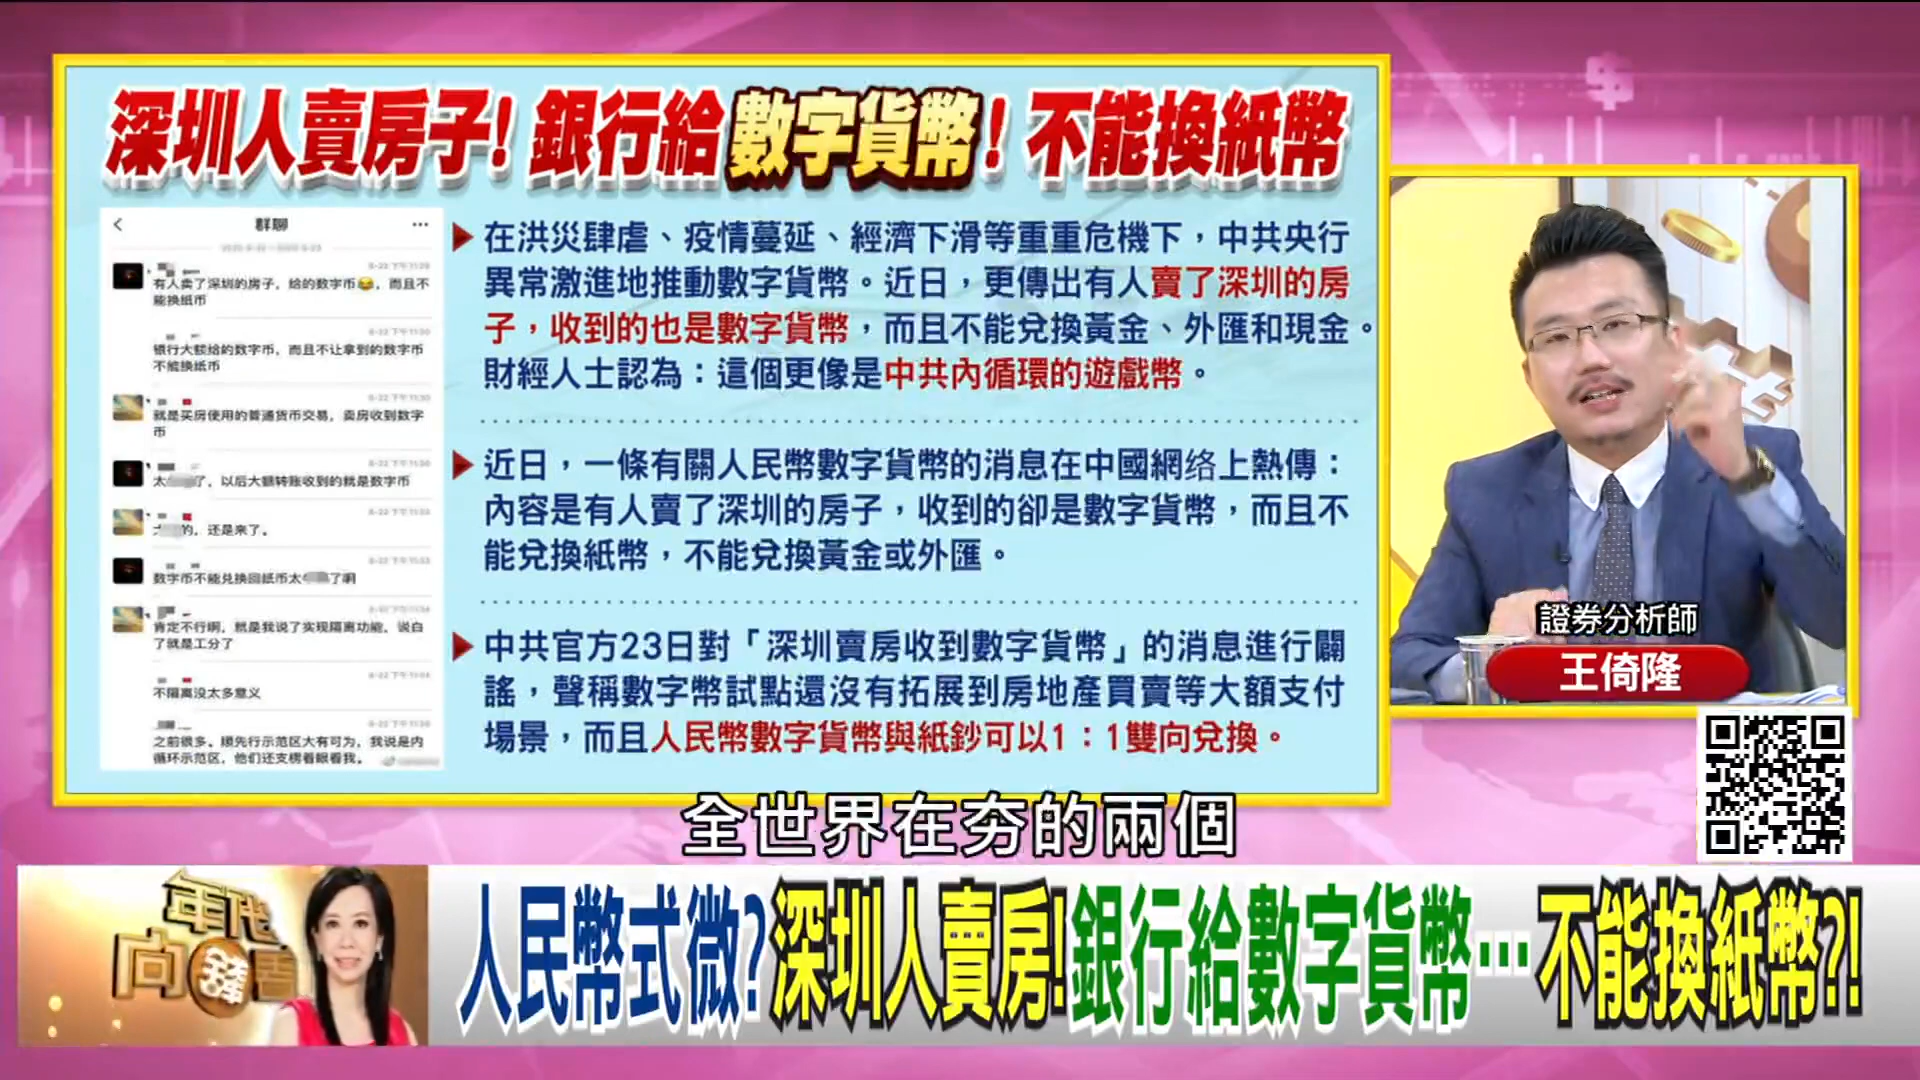 深圳人賣房子!銀行給數字貨幣!不能換紙幣
群聊
有人卖了深圳的房子，给的数字币😂，而且不
能换纸币
银行大额给的数字币，而且不让拿到的数字币
不能换纸币
就是买房使用的普通货币交易，卖房收到数字
币
了，以后大额转账收到的就是数字币
的，还是来了。
数字币不能兑换回纸币太
了啊
肯定不行啊，就是我说了实现隔离功能，说白
了就是工分了
不隔离没太多意义
之前很多。顺先行示范区大有可为，我说是内
循环示范区，他们还支楞着眼看我。
在洪災肆虐、疫情蔓延、經濟下滑等重重危機下，中共央行
異常激進地推動數字貨幣。近日，更傳出有人賣了深圳的房
子，收到的也是數字貨幣，而且不能兌換黃金、外匯和現金。
財經人士認為：這個更像是中共內循環的遊戲幣。
近日，一條有關人民幣數字貨幣的消息在中國網络上熱傳：
內容是有人賣了深圳的房子，收到的卻是數字貨幣，而且不
能兌換紙幣，不能兌換黃金或外匯。
中共官方23日對「深圳賣房收到數字貨幣」的消息進行闢
謠，聲稱數字幣試點還沒有拓展到房地產買賣等大額支付
場景，而且人民幣數字貨幣與紙鈔可以1：1雙向兌換。
證券分析師
王倚隆
全世界在夯的兩個
年代
向錢看
人民幣式微?深圳人賣房!銀行給數字貨幣…不能換紙幣?!